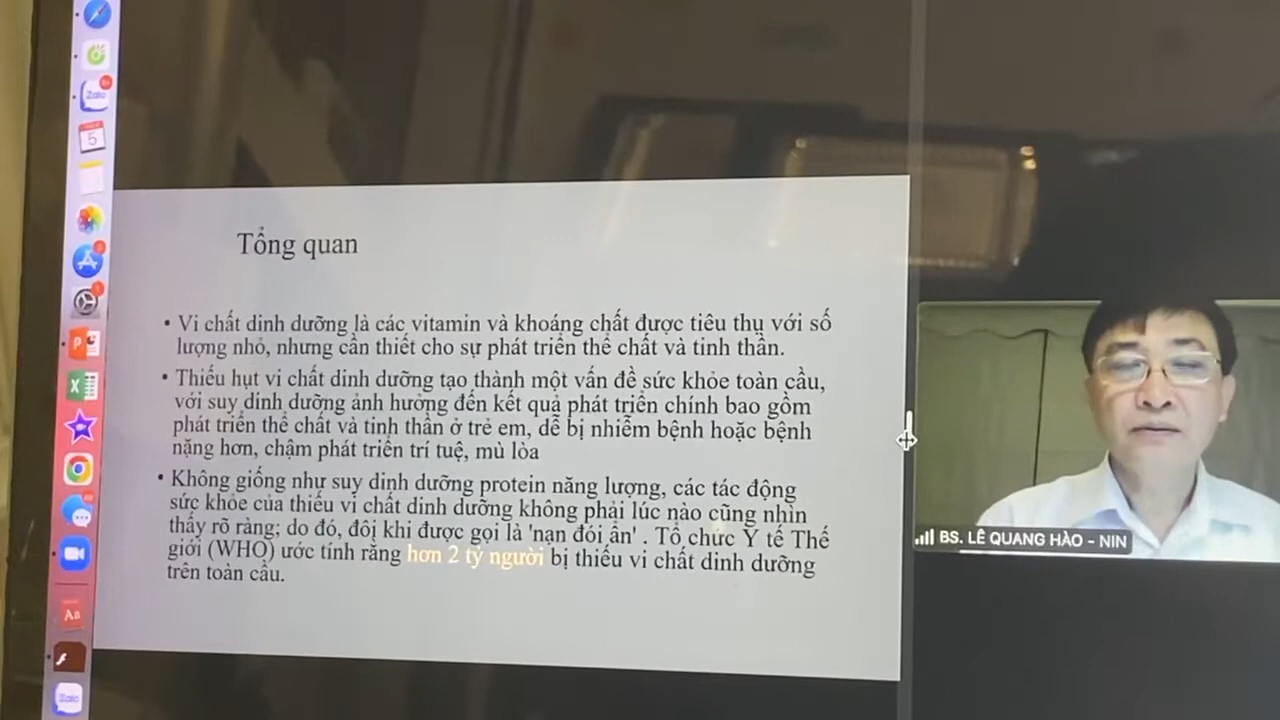 Tổng quan
• Vi chất dinh dưỡng là các vitamin và khoáng chất được tiêu thụ với số
lượng nhỏ, nhưng cần thiết cho sự phát triển thể chất và tinh thần.
• Thiếu hụt vi chất dinh dưỡng tạo thành một vấn đề sức khỏe toàn cầu,
với suy dinh dưỡng ảnh hưởng đến kết quả phát triển chính bao gồm
phát triển thể chất và tinh thần ở trẻ em, dễ bị nhiễm bệnh hoặc bệnh
nặng hơn, chậm phát triển trí tuệ, mù lòa
• Không giống như suy dinh dưỡng protein năng lượng, các tác động
sức khỏe của thiếu vi chất dinh dưỡng không phải lúc nào cũng nhìn
thấy rõ ràng; do đó, đôi khi được gọi là 'nạn đói ẩn' . Tổ chức Y tế Thế
giới (WHO) ước tính rằng hơn 2 tỷ người bị thiếu vi chất dinh dưỡng
trên toàn cầu.
BS. LÊ QUANG HÀO - NIN
Zalo
5
P
X
Aa
Zalo